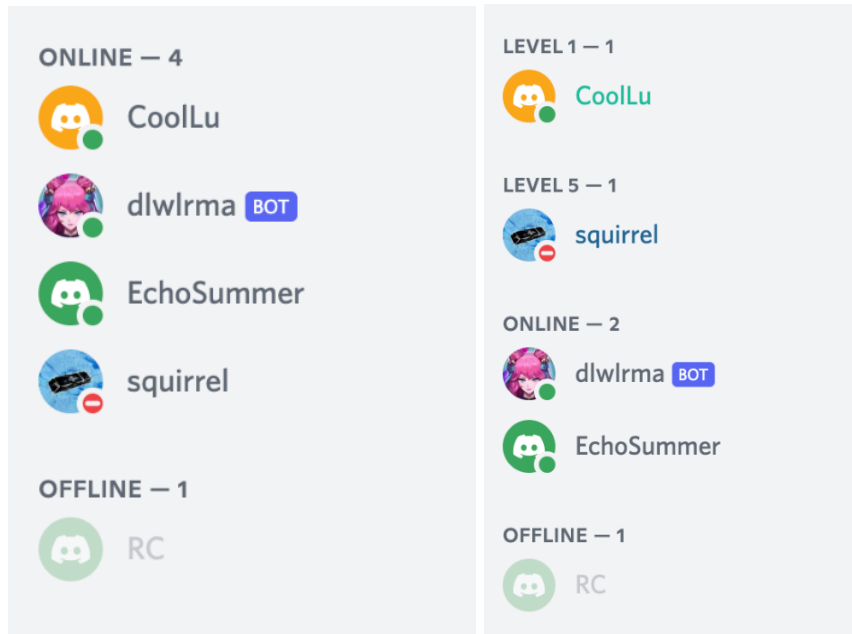 ONLINE — 4
CoolLu
dlwlrma BOT
EchoSummer
squirrel
OFFLINE — 1
RC
LEVEL 1 — 1
CoolLu
LEVEL 5 — 1
squirrel
ONLINE — 2
dlwlrma BOT
EchoSummer
OFFLINE — 1
RC